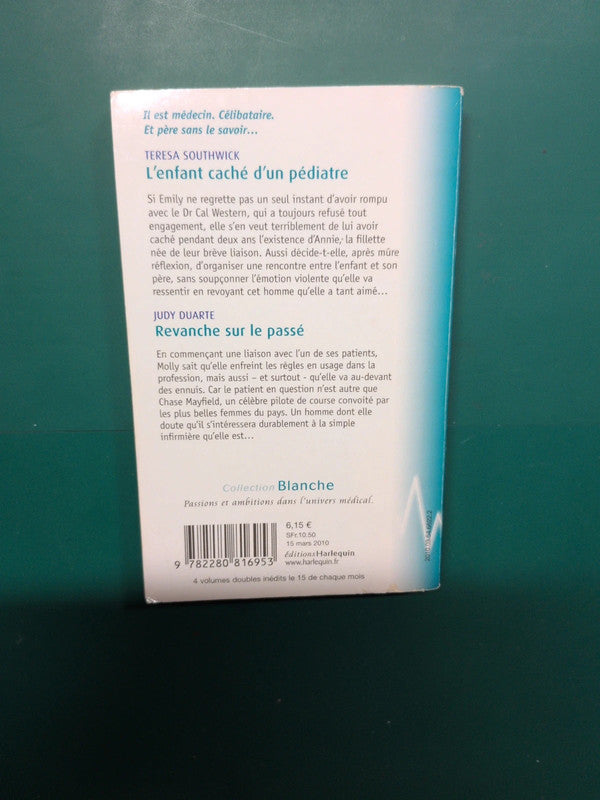 Il est médecin. Célibataire.
Et père sans le savoir...
TERESA SOUTHWICK
L'enfant caché d'un pédiatre
Si Emily ne regrette pas un seul instant d'avoir rompu
avec le Dr Cal Western, qui a toujours refusé tout
engagement, elle s'en veut terriblement de lui avoir
caché pendant deux ans l'existence d'Annie, la fillette
née de leur brève liaison. Aussi décide-t-elle, après mûre
réflexion, d'organiser une rencontre entre l'enfant et son
père, sans soupçonner l'émotion violente qu'elle va
ressentir en revoyant cet homme qu'elle a tant aimé...
JUDY DUARTE
Revanche sur le passé
En commençant une liaison avec l'un de ses patients,
Molly sait qu'elle enfreint les règles en usage dans la
profession, mais aussi – et surtout - qu'elle va au-devant
des ennuis. Car le patient en question n'est autre que
Chase Mayfield, un célèbre pilote de course convoité par
les plus belles femmes du pays. Un homme dont elle
doute qu'il s'intéressera durablement à la simple
infirmière qu'elle est...
Collection Blanche
Passions et ambitions dans l'univers médical.
6,15 €
SFr.10.50
15 mars 2010
éditionsHarlequin
www.harlequin.fr
9 782280 816953
4 volumes doubles inédits le 15 de chaque mois